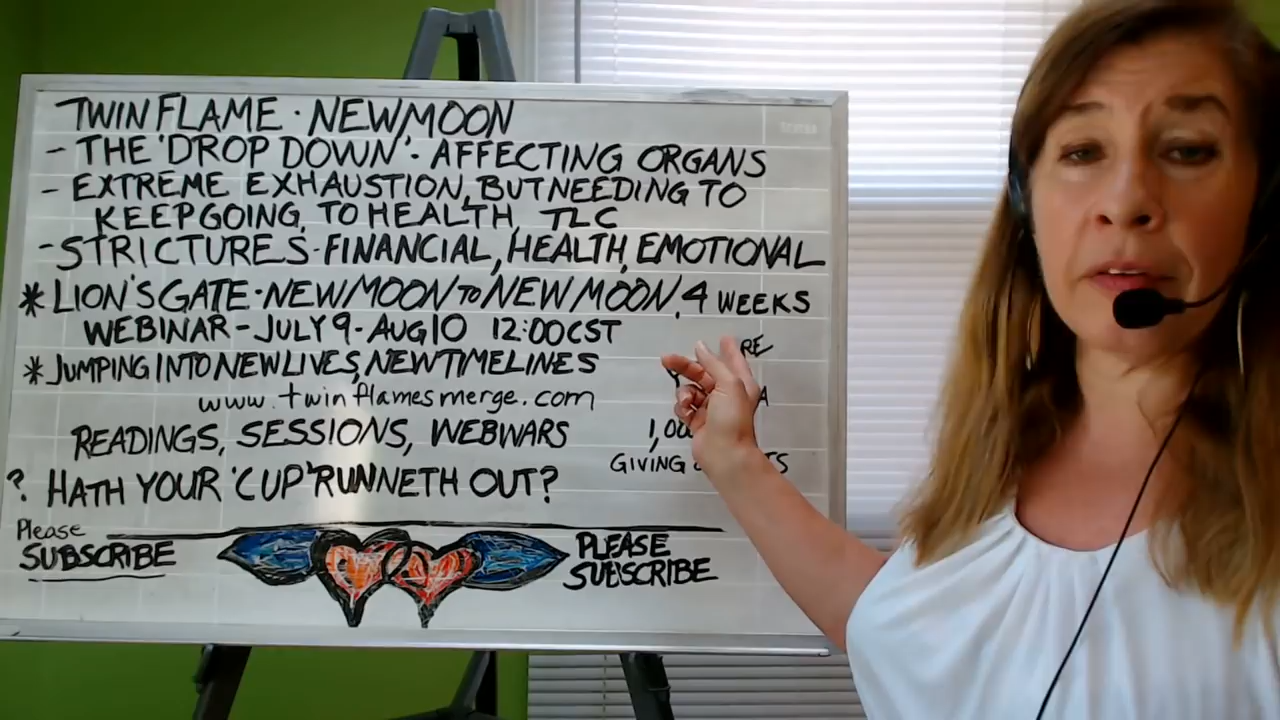 TWIN FLAME · NEW MOON
- THE 'DROP DOWN' - AFFECTING ORGANS
- EXTREME EXHAUSTION, BUT NEEDING TO
KEEP GOING, TO HEALTH, TLC
- STRICTURES - FINANCIAL, HEALTH, EMOTIONAL
* LION'S GATE - NEW MOON TO NEW MOON, 4 WEEKS
WEBINAR - JULY 9 - AUG 10 12:00 CST
* JUMPING INTO NEW LIVES, NEW TIMELINES
www.twinflamesmerge.com
READINGS, SESSIONS, WEBWARS
GIVING
? HATH YOUR 'CUP' RUNNETH OUT?
Please
SUBSCRIBE
PLEASE
SUBSCRIBE